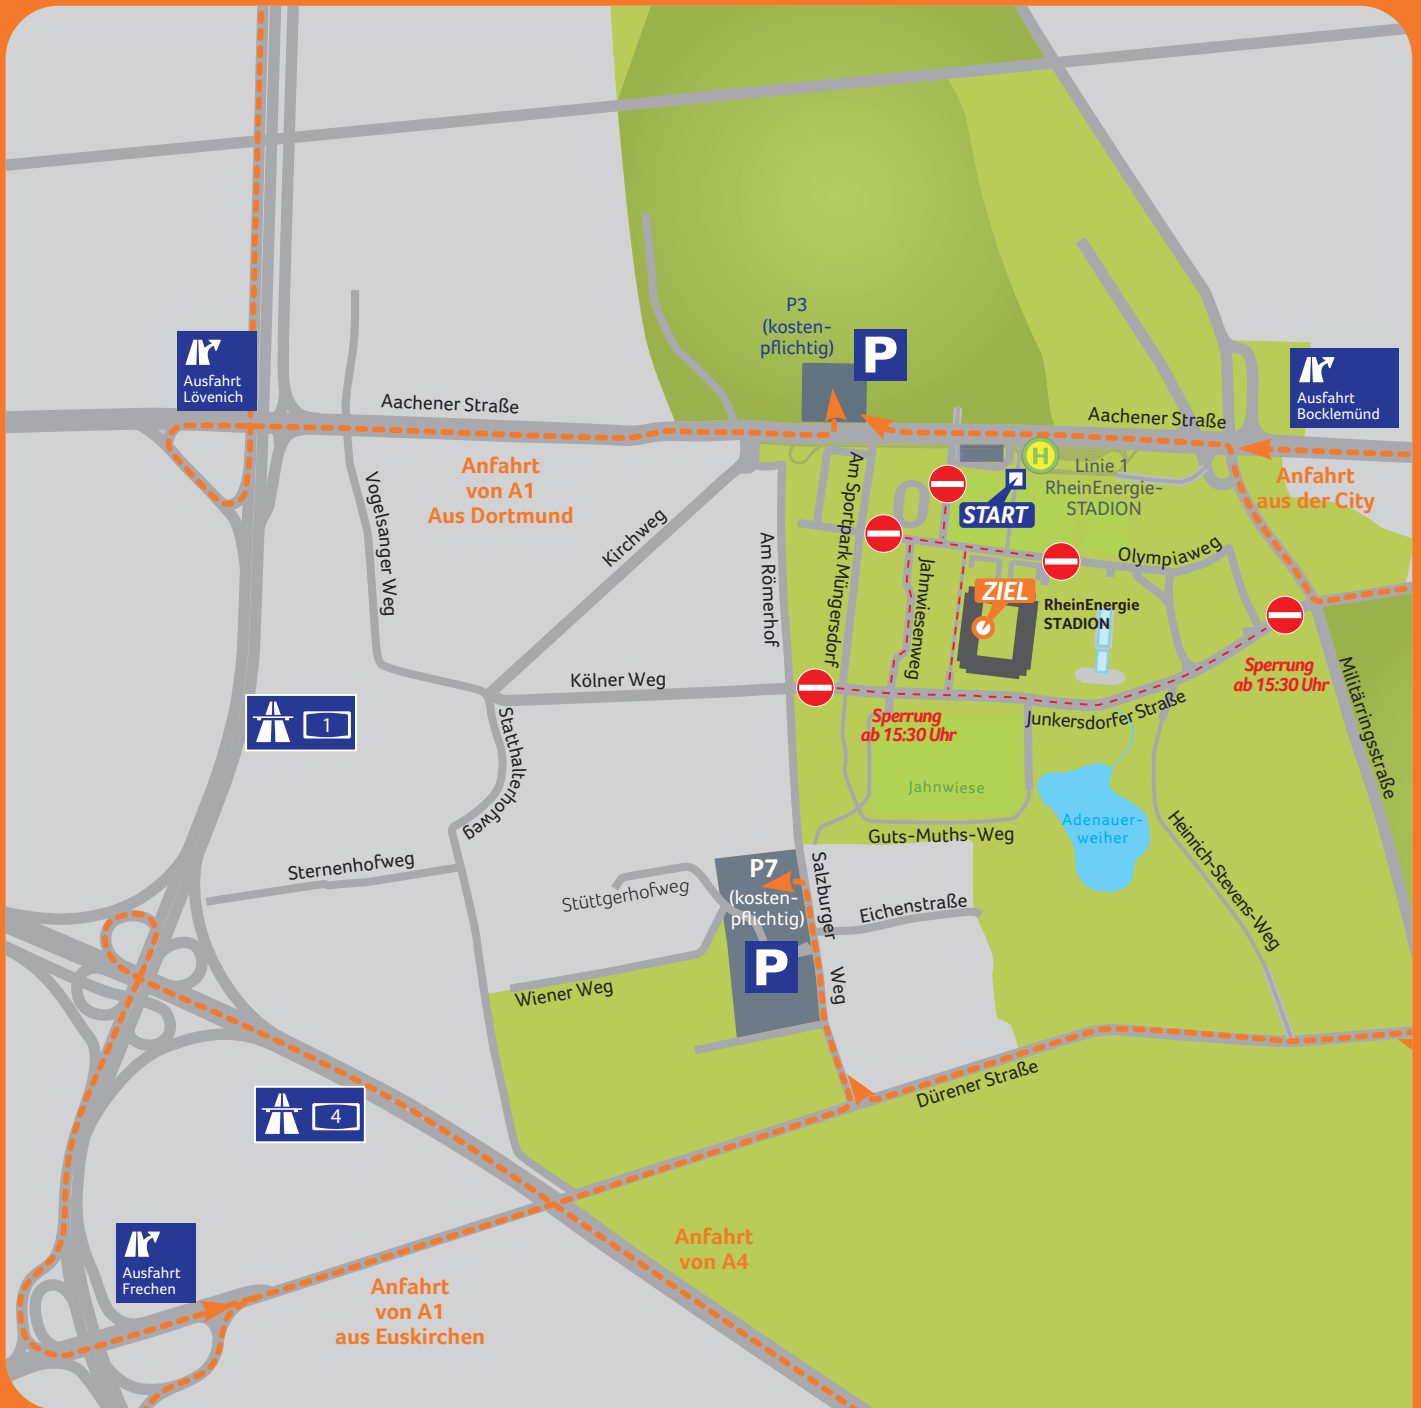 P3
(kosten-
pflichtig)
P
Ausfahrt
Lövenich
Ausfahrt
Bocklemünd
Aachener Straße
Aachener Straße
H
Linie 1
RheinEnergie-
STADION
Anfahrt
von A1
Aus Dortmund
Anfahrt
aus der City
START
Vogelsanger Weg
Kirchweg
Am Römerhof
Am Sportpark Müngersdorf
Jahnwiesenweg
Olympiaweg
ZIEL
RheinEnergie
STADION
Sperrung
ab 15:30 Uhr
Militärringsstraße
Kölner Weg
Sperrung
ab 15:30 Uhr
Junkersdorfer Straße
1
Statthalterhofweg
Jahnwiese
Adenauer-
weiher
Guts-Muths-Weg
Heinrich-Stevens-Weg
Sternenhofweg
Stüttgerhofweg
P7
(kosten-
pflichtig)
P
Salzburger
Weg
Eichenstraße
Wiener Weg
Dürener Straße
4
Ausfahrt
Frechen
Anfahrt
von A4
Anfahrt
von A1
aus Euskirchen